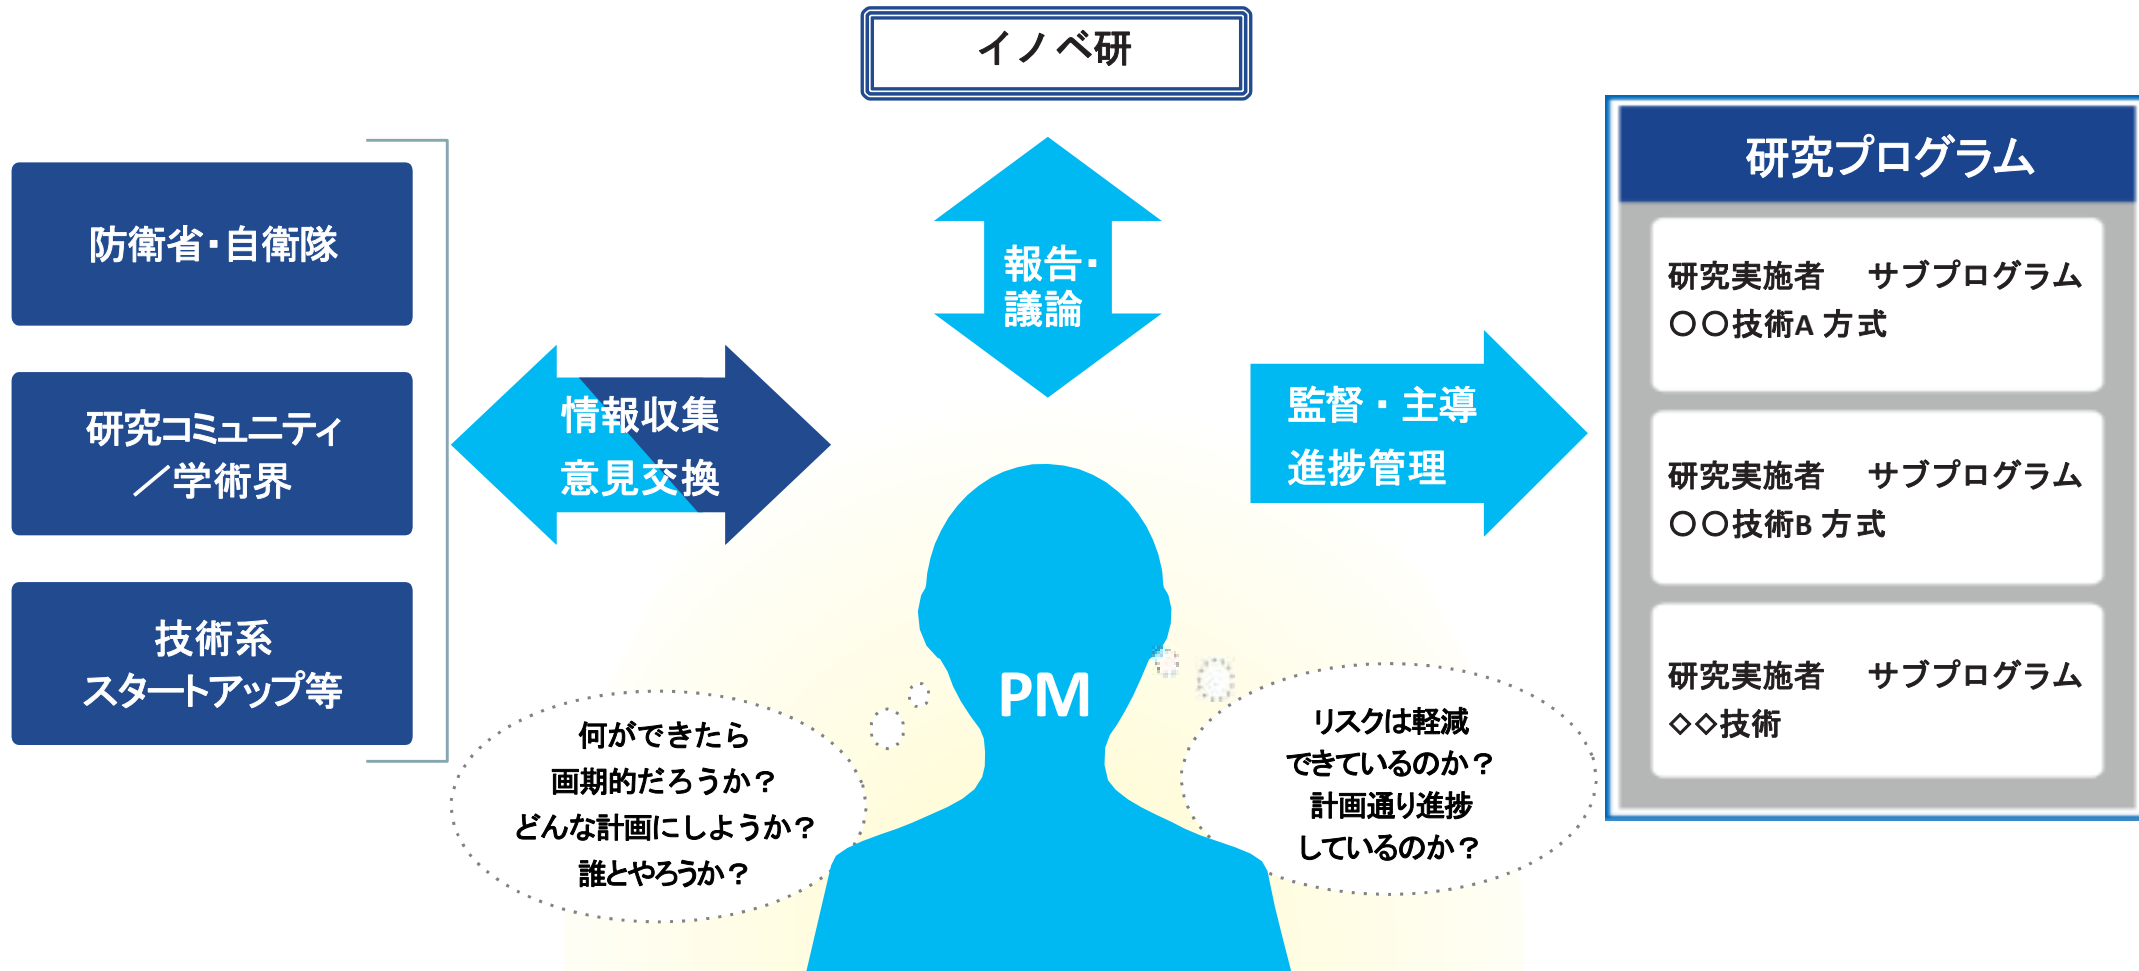 イノベ研
防衛省・自衛隊
研究コミュニティ
／学術界
技術系
スタートアップ等
情報収集
意見交換
報告・
議論
監督・主導
進捗管理
PM
何ができたら
画期的だろうか？
どんな計画にしようか？
誰とやろうか？
リスクは軽減
できているのか？
計画通り進捗
しているのか？
研究プログラム
研究実施者 サブプログラム
〇〇技術A 方式
研究実施者 サブプログラム
〇〇技術B 方式
研究実施者 サブプログラム
◇◇技術